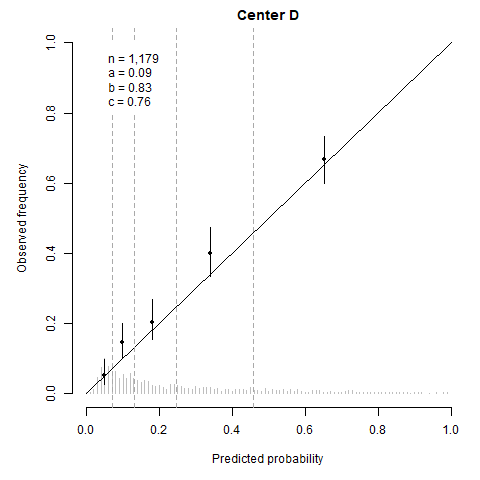 Center D
n = 1,179
a = 0.09
b = 0.83
c = 0.76
Observed frequency
1.0
0.8
0.6
0.4
0.2
0.0
0.0 0.2 0.4 0.6 0.8 1.0
Predicted probability